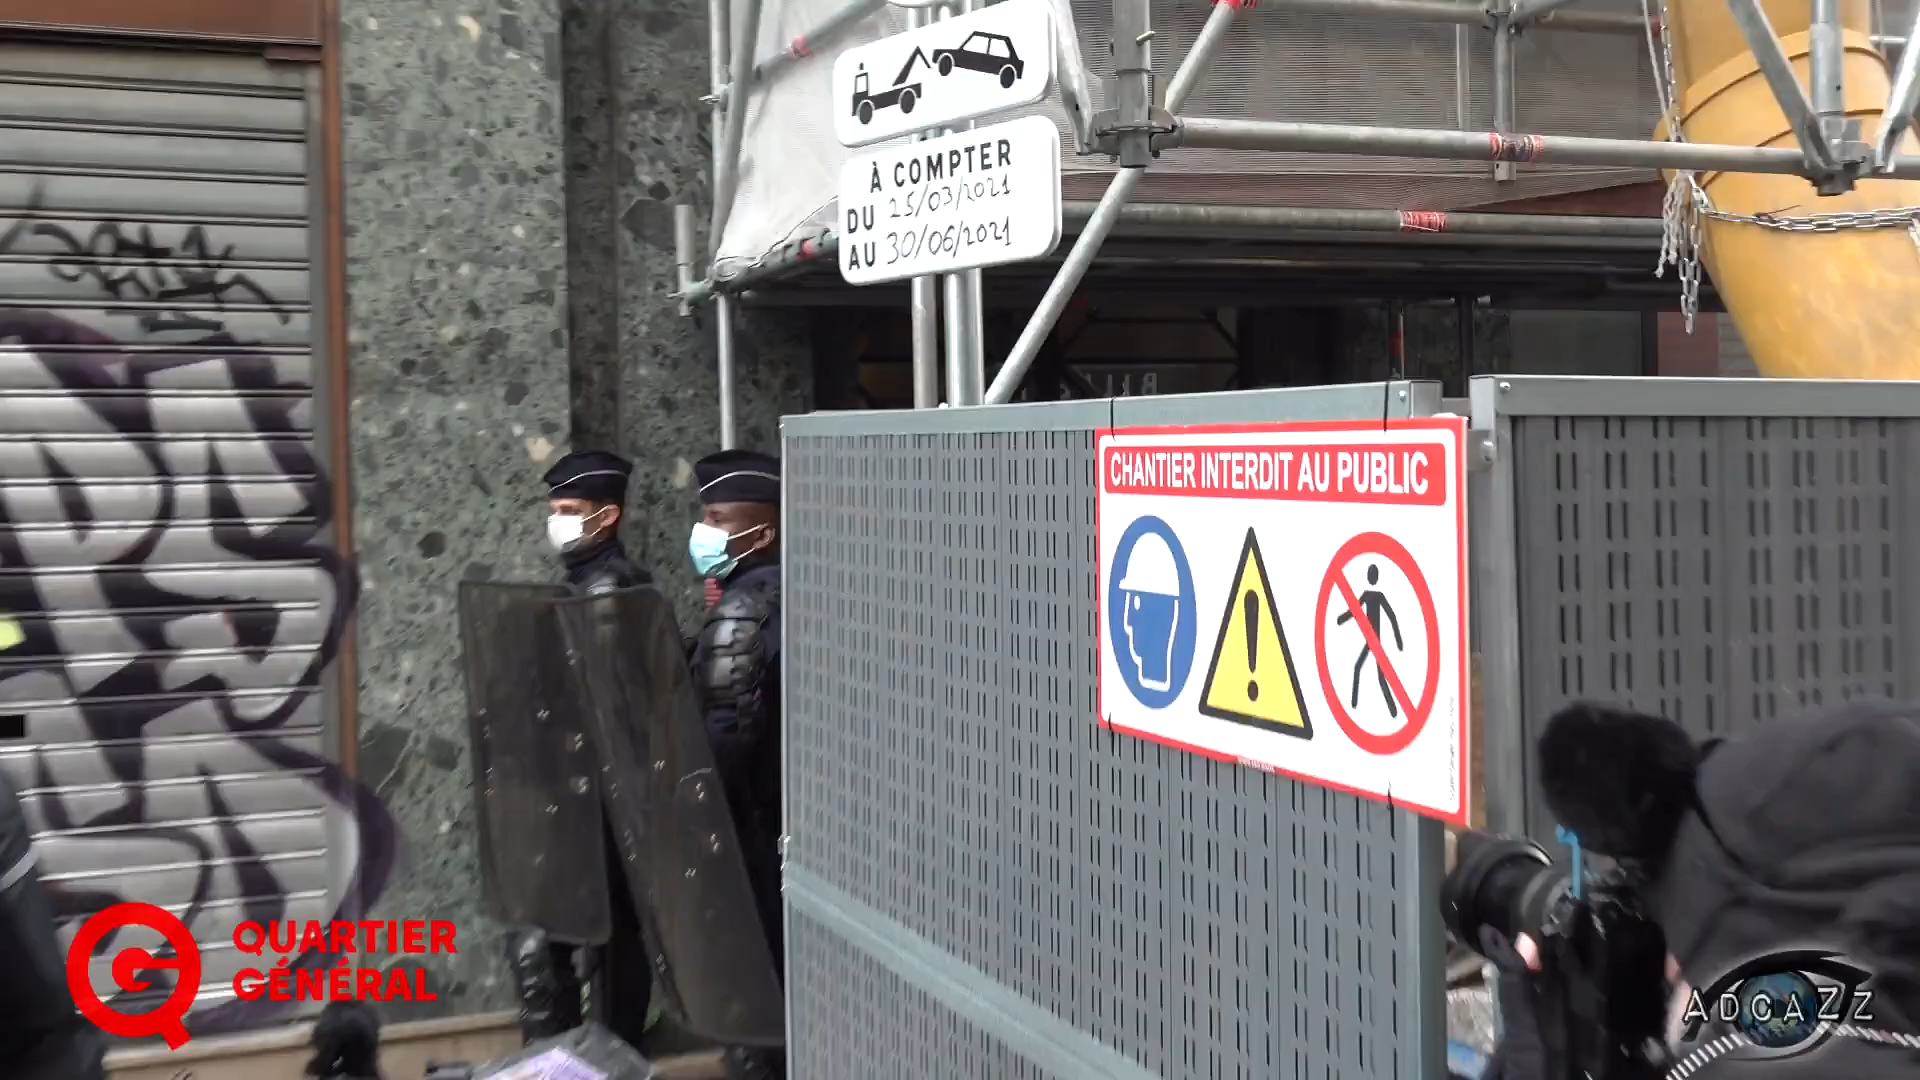 À COMPTER
DU 25/03/2021
AU 30/06/2021
CHANTIER INTERDIT AU PUBLIC
QUARTIER
GÉNÉRAL
ADCAZZ